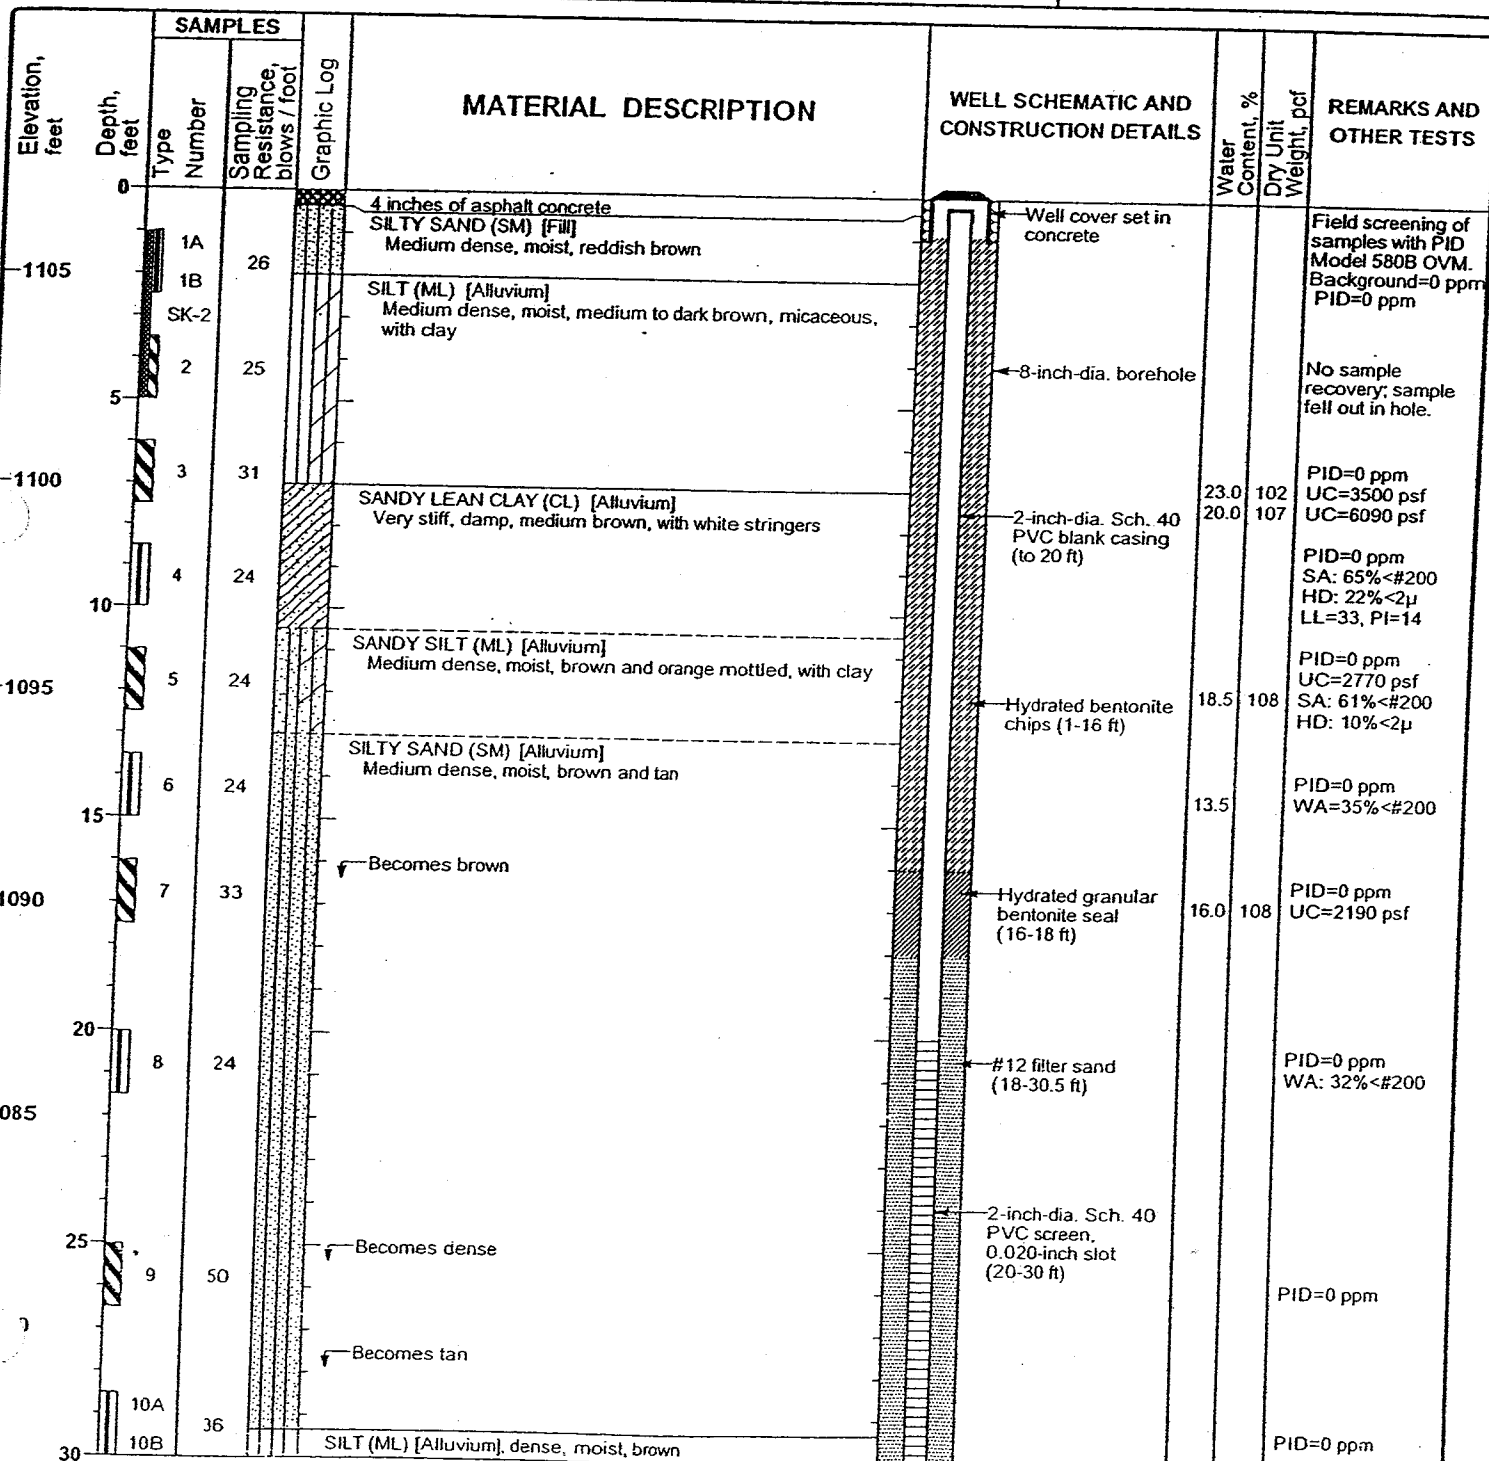 SAMPLES
Elevation,
feet
Depth,
feet
Type
Number
Sampling
Resistance,
blows / foot
Graphic Log
MATERIAL DESCRIPTION
WELL SCHEMATIC AND
CONSTRUCTION DETAILS
Water
Content, %
Dry Unit
Weight, pcf
REMARKS AND
OTHER TESTS
0
4 inches of asphalt concrete
SILTY SAND (SM) [Fill]
Medium dense, moist, reddish brown
Well cover set in
concrete
Field screening of
samples with PID
Model 580B OVM.
Background=0 ppm
PID=0 ppm
1A
1105
1B
26
SK-2
SILT (ML) [Alluvium]
Medium dense, moist, medium to dark brown, micaceous,
with clay
2
25
8-inch-dia. borehole
No sample
recovery; sample
fell out in hole.
5
1100
3
31
SANDY LEAN CLAY (CL) [Alluvium]
Very stiff, damp, medium brown, with white stringers
2-inch-dia. Sch. 40
PVC blank casing
(to 20 ft)
PID=0 ppm
23.0 102 UC=3500 psf
20.0 107 UC=6090 psf
4
24
PID=0 ppm
SA: 65%<#200
HD: 22%<2µ
LL=33, PI=14
10
SANDY SILT (ML) [Alluvium]
Medium dense, moist, brown and orange mottled, with clay
1095
5
24
Hydrated bentonite
chips (1-16 ft)
18.5 108
PID=0 ppm
UC=2770 psf
SA: 61%<#200
HD: 10%<2µ
SILTY SAND (SM) [Alluvium]
Medium dense, moist, brown and tan
6
24
13.5
PID=0 ppm
WA=35%<#200
15
Becomes brown
1090
7
33
Hydrated granular
bentonite seal
(16-18 ft)
16.0 108
PID=0 ppm
UC=2190 psf
20
8
24
#12 filter sand
(18-30.5 ft)
PID=0 ppm
WA: 32%<#200
085
2-inch-dia. Sch. 40
PVC screen,
0.020-inch slot
(20-30 ft)
25
Becomes dense
9
50
PID=0 ppm
Becomes tan
10A
36
10B
30
SILT (ML) [Alluvium], dense, moist, brown
PID=0 ppm